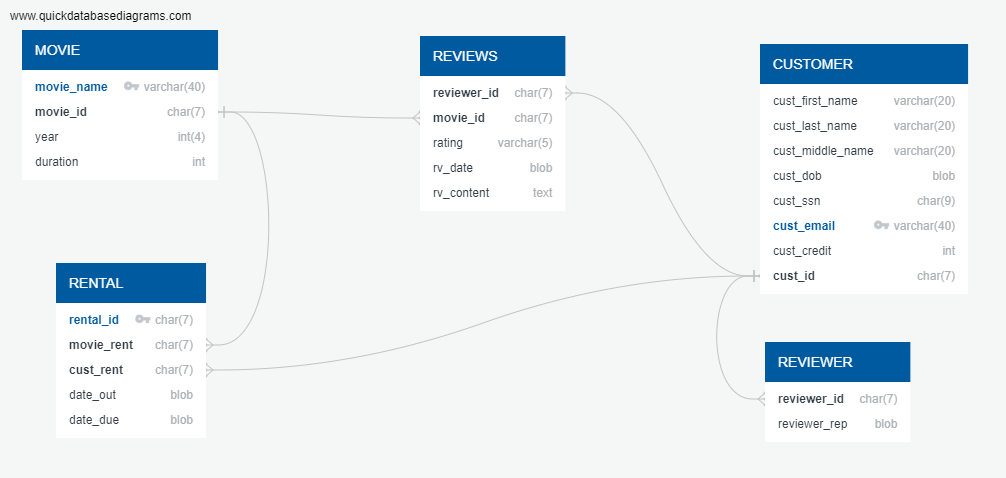 www.quickdatabasediagrams.com
MOVIE
movie_name varchar(40)
movie_id char(7)
year int(4)
duration int
REVIEWS
reviewer_id char(7)
movie_id char(7)
rating varchar(5)
rv_date blob
rv_content text
CUSTOMER
cust_first_name varchar(20)
cust_last_name varchar(20)
cust_middle_name varchar(20)
cust_dob blob
cust_ssn char(9)
cust_email varchar(40)
cust_credit int
cust_id char(7)
RENTAL
rental_id char(7)
movie_rent char(7)
cust_rent char(7)
date_out blob
date_due blob
REVIEWER
reviewer_id char(7)
reviewer_rep blob